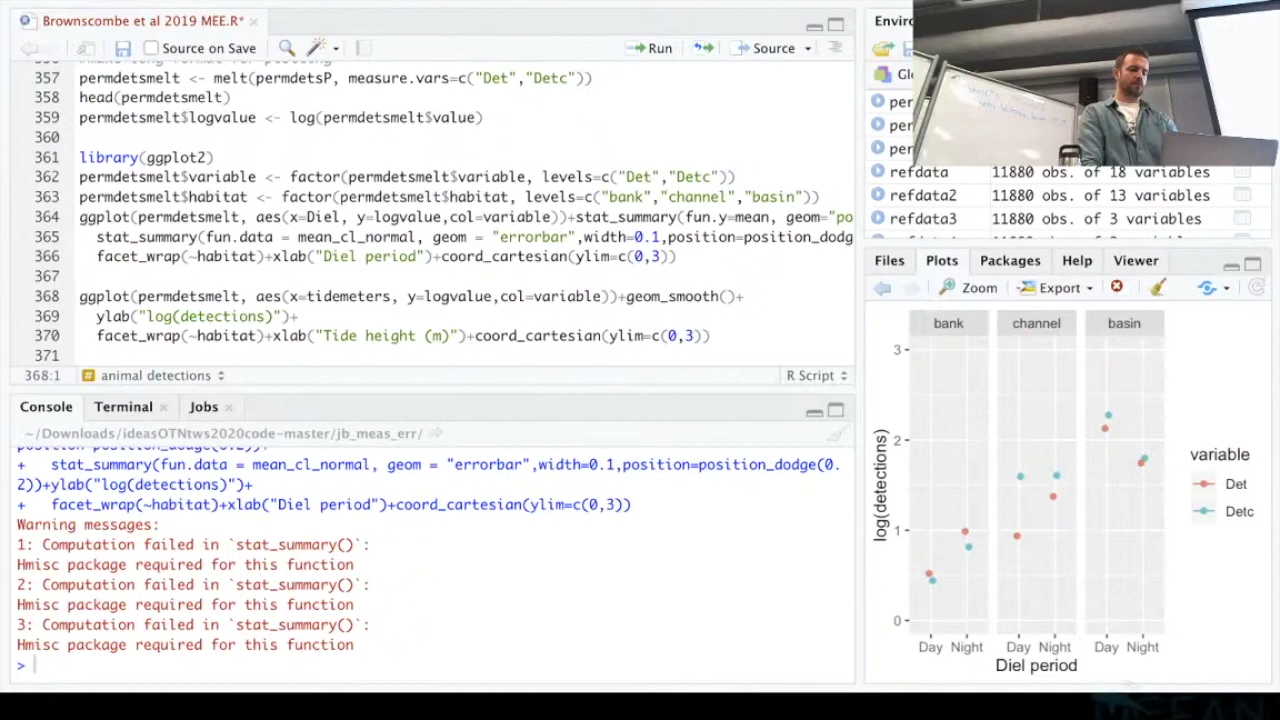 Brownscombe et al 2019 MEE.R*
Source on Save
Run
Source
357 permdetsmelt <- melt(permdetsP, measure.vars=c("Det","Detc"))
358 head(permdetsmelt)
359 permdetsmelt$logvalue <- log(permdetsmelt$value)
360
361 library(ggplot2)
362 permdetsmelt$variable <- factor(permdetsmelt$variable, levels=c("Det","Detc"))
363 permdetsmelt$habitat <- factor(permdetsmelt$habitat, levels=c("bank","channel","basin"))
364 ggplot(permdetsmelt, aes(x=Diel, y=logvalue,col=variable))+stat_summary(fun.y=mean, geom="po
365 stat_summary(fun.data = mean_cl_normal, geom = "errorbar",width=0.1,position=position_dodge
366 facet_wrap(~habitat)+xlab("Diel period")+coord_cartesian(ylim=c(0,3))
367
368 ggplot(permdetsmelt, aes(x=tidemeters, y=logvalue,col=variable))+geom_smooth()+
369 ylab("log(detections)")+
370 facet_wrap(~habitat)+xlab("Tide height (m)")+coord_cartesian(ylim=c(0,3))
371
368:1 animal detections R Script
Console Terminal Jobs
~/Downloads/ideasOTNtws2020code-master/jb_meas_err/
+ stat_summary(fun.data = mean_cl_normal, geom = "errorbar",width=0.1,position=position_dodge(0.
2))+ylab("log(detections)")+
+ facet_wrap(~habitat)+xlab("Diel period")+coord_cartesian(ylim=c(0,3))
Warning messages:
1: Computation failed in `stat_summary()`:
Hmisc package required for this function
2: Computation failed in `stat_summary()`:
Hmisc package required for this function
3: Computation failed in `stat_summary()`:
Hmisc package required for this function
>
Enviro
Glo
per
per
per
refdata 11880 obs. of 18 variables
refdata2 11880 obs. of 13 variables
refdata3 11880 obs. of 3 variables
Files Plots Packages Help Viewer
Zoom Export
bank channel basin
3
2
1
0
log(detections)
Day Night Day Night Day Night
Diel period
variable
Det
Detc